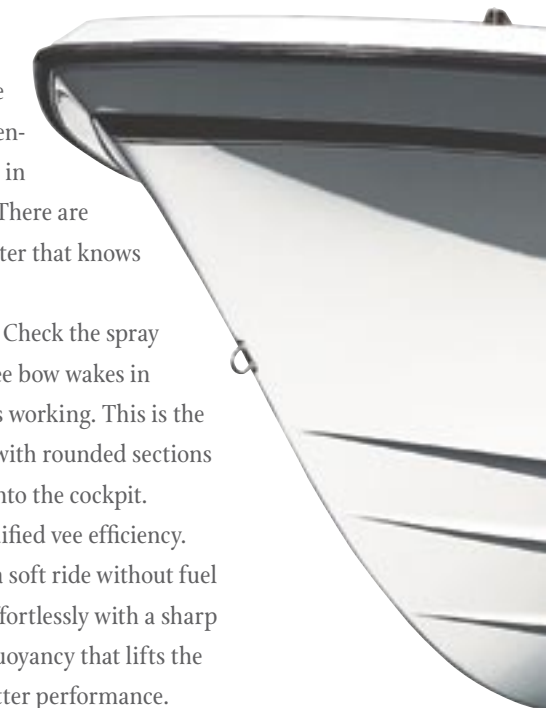 e
en-
in
There are
ter that knows
Check the spray
ee bow wakes in
s working. This is the
with rounded sections
nto the cockpit.
ified vee efficiency.
n soft ride without fuel
ffortlessly with a sharp
uoyancy that lifts the
tter performance.